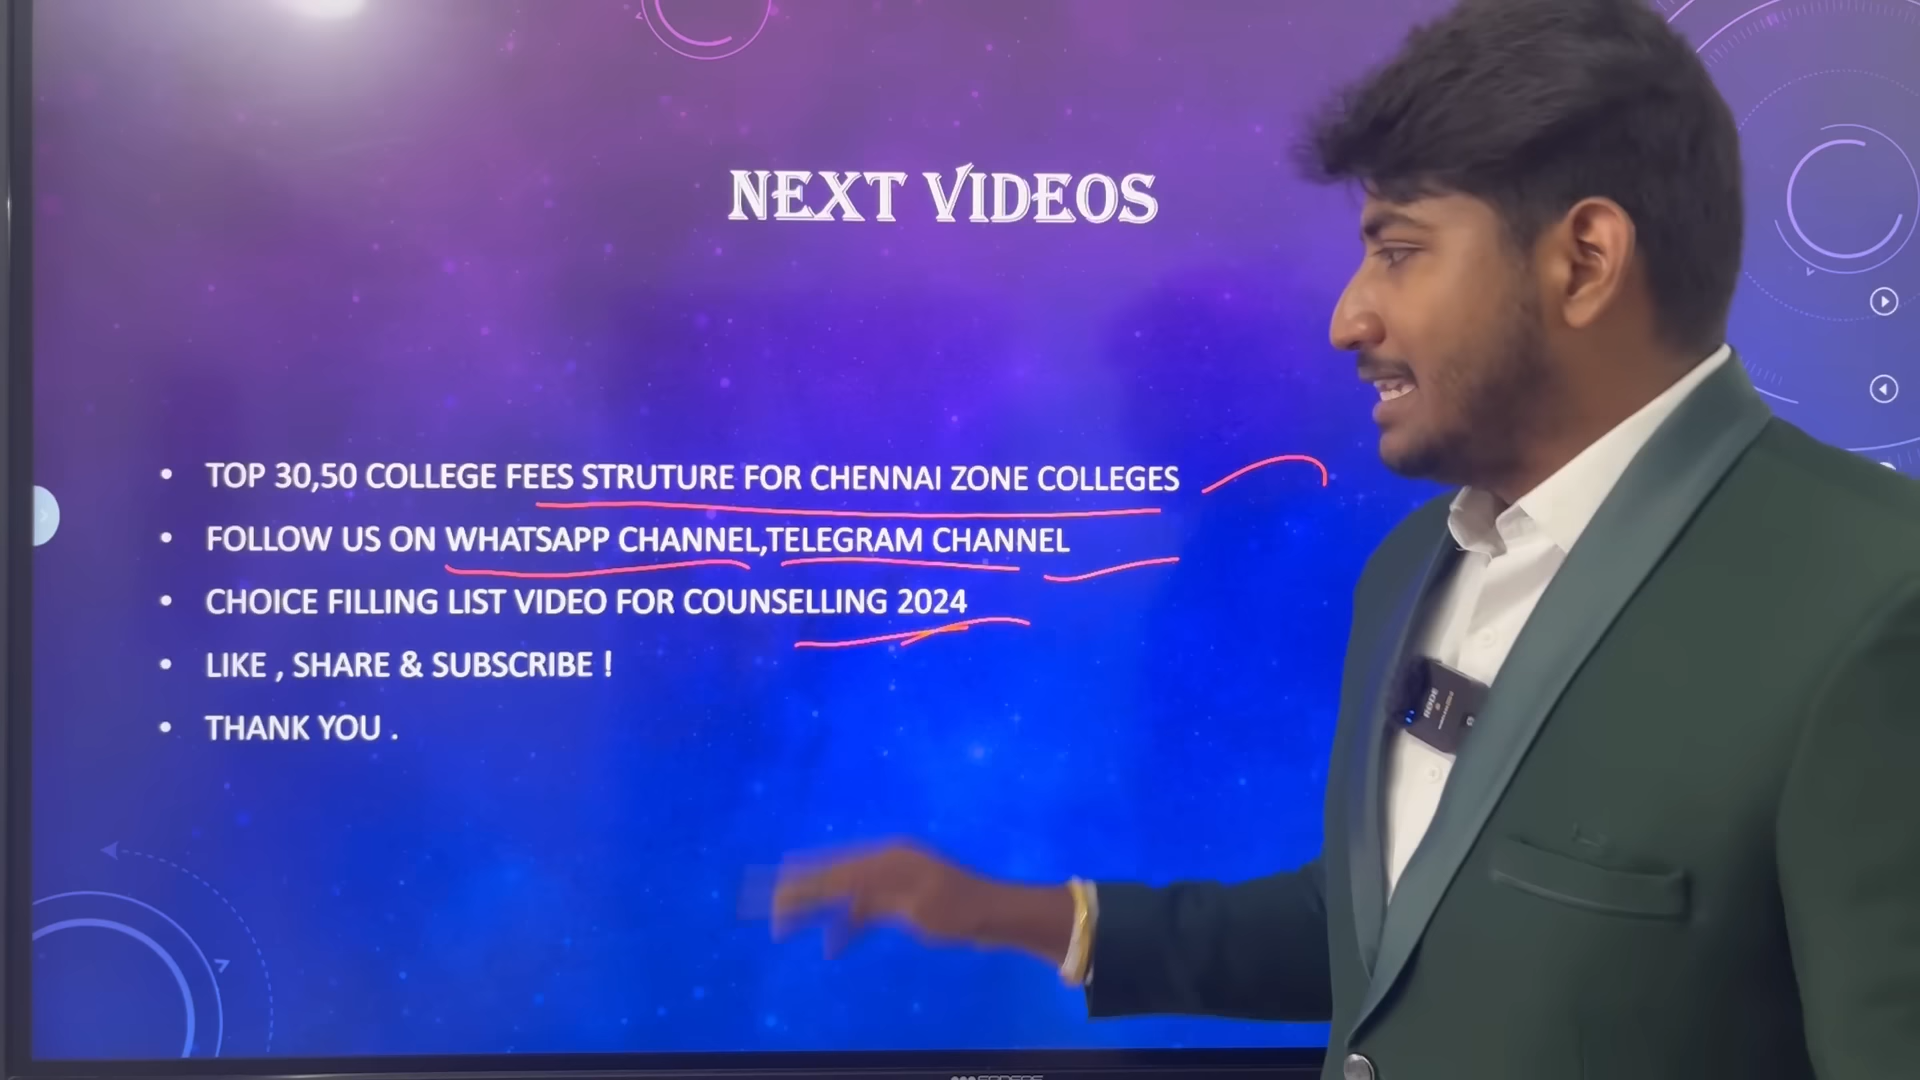 NEXT VIDEOS
• TOP 30,50 COLLEGE FEES STRUTURE FOR CHENNAI ZONE COLLEGES
• FOLLOW US ON WHATSAPP CHANNEL,TELEGRAM CHANNEL
• CHOICE FILLING LIST VIDEO FOR COUNSELLING 2024
• LIKE , SHARE & SUBSCRIBE !
• THANK YOU .
RODE